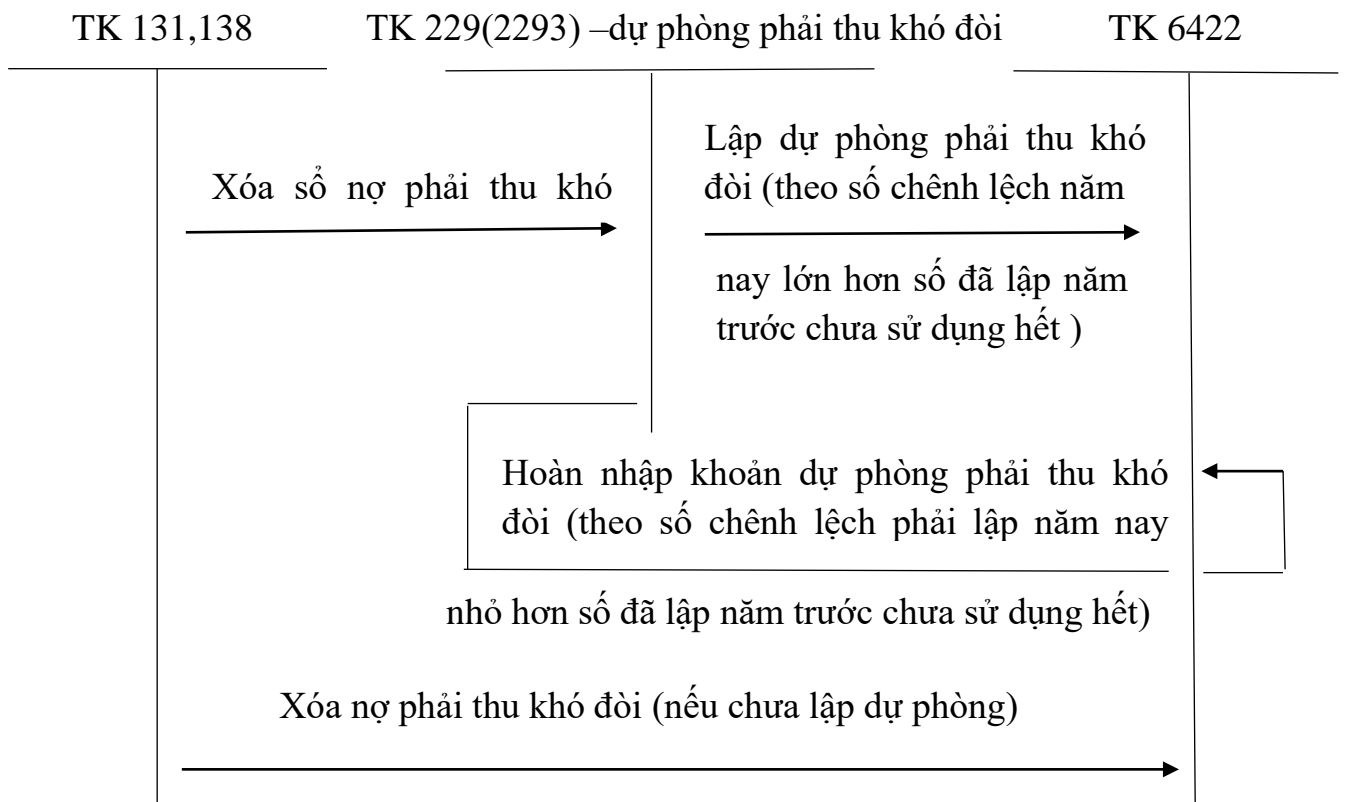 TK 131,138 TK 229(2293) –dự phòng phải thu khó đòi TK 6422
Xóa sổ nợ phải thu khó
Lập dự phòng phải thu khó
đòi (theo số chênh lệch năm
nay lớn hơn số đã lập năm
trước chưa sử dụng hết )
Hoàn nhập khoản dự phòng phải thu khó
đòi (theo số chênh lệch phải lập năm nay
nhỏ hơn số đã lập năm trước chưa sử dụng hết)
Xóa nợ phải thu khó đòi (nếu chưa lập dự phòng)